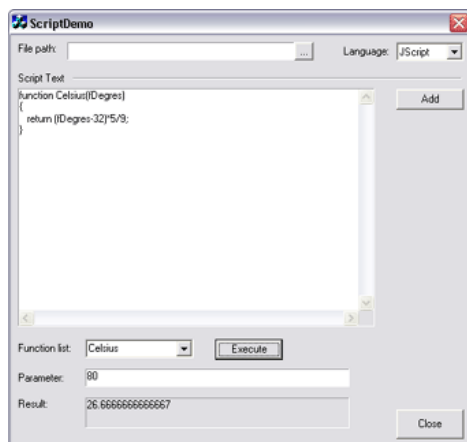 ScriptDemo
File path: ...
Language: JScript
Script Text
Add
function Celsius(fDegres)
{
return (fDegres-32)*5/9;
}
Function list: Celsius
Execute
Parameter: 80
Result: 26.6666666666667
Close